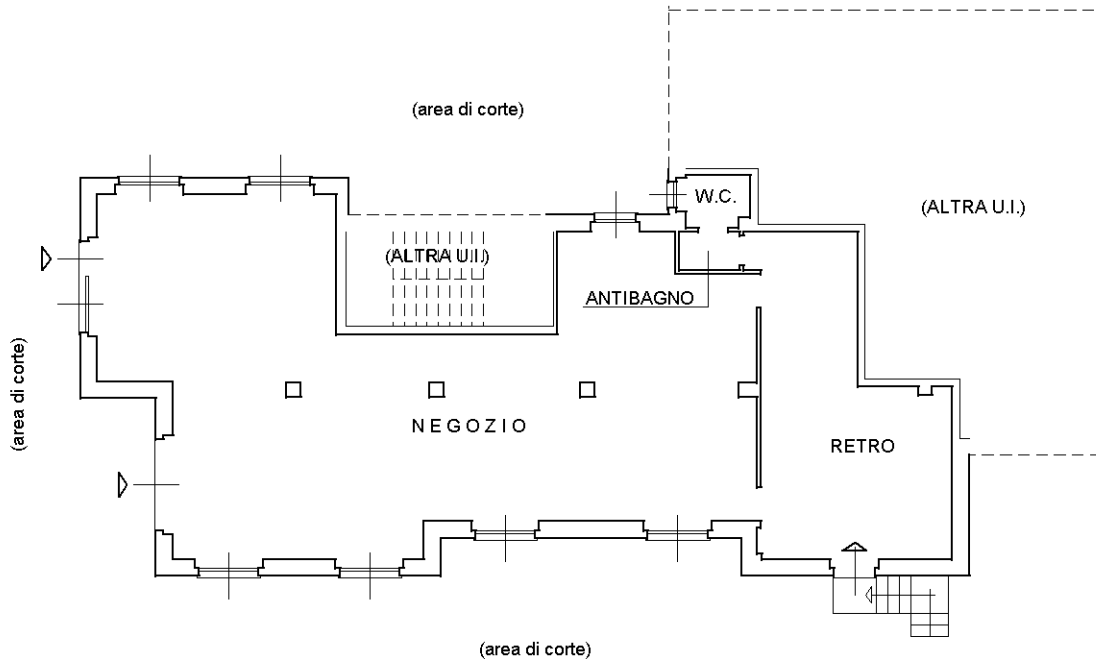 (area di corte)
W.C.
(ALTRA U.I.)
(ALTRA U.I.)
ANTIBAGNO
(area di corte)
NEGOZIO
RETRO
(area di corte)